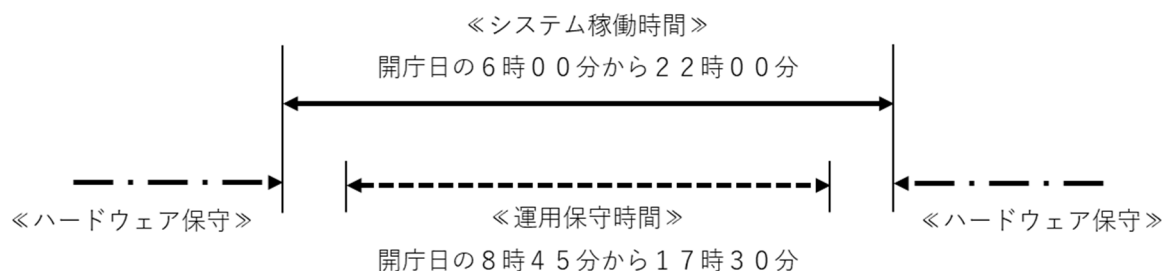 ≪システム稼働時間≫
開庁日の６時００分から２２時００分
≪ハードウェア保守≫
≪運用保守時間≫
≪ハードウェア保守≫
開庁日の８時４５分から１７時３０分